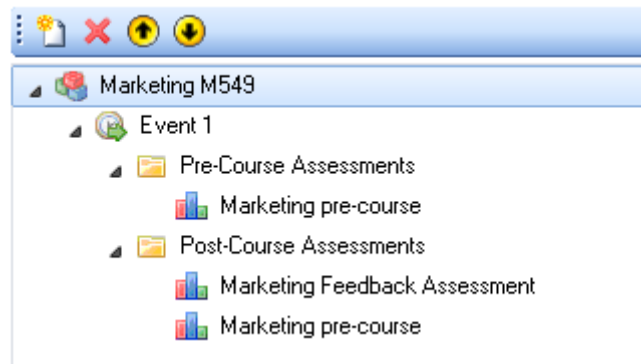 Marketing M549
Event 1
Pre-Course Assessments
Marketing pre-course
Post-Course Assessments
Marketing Feedback Assessment
Marketing pre-course